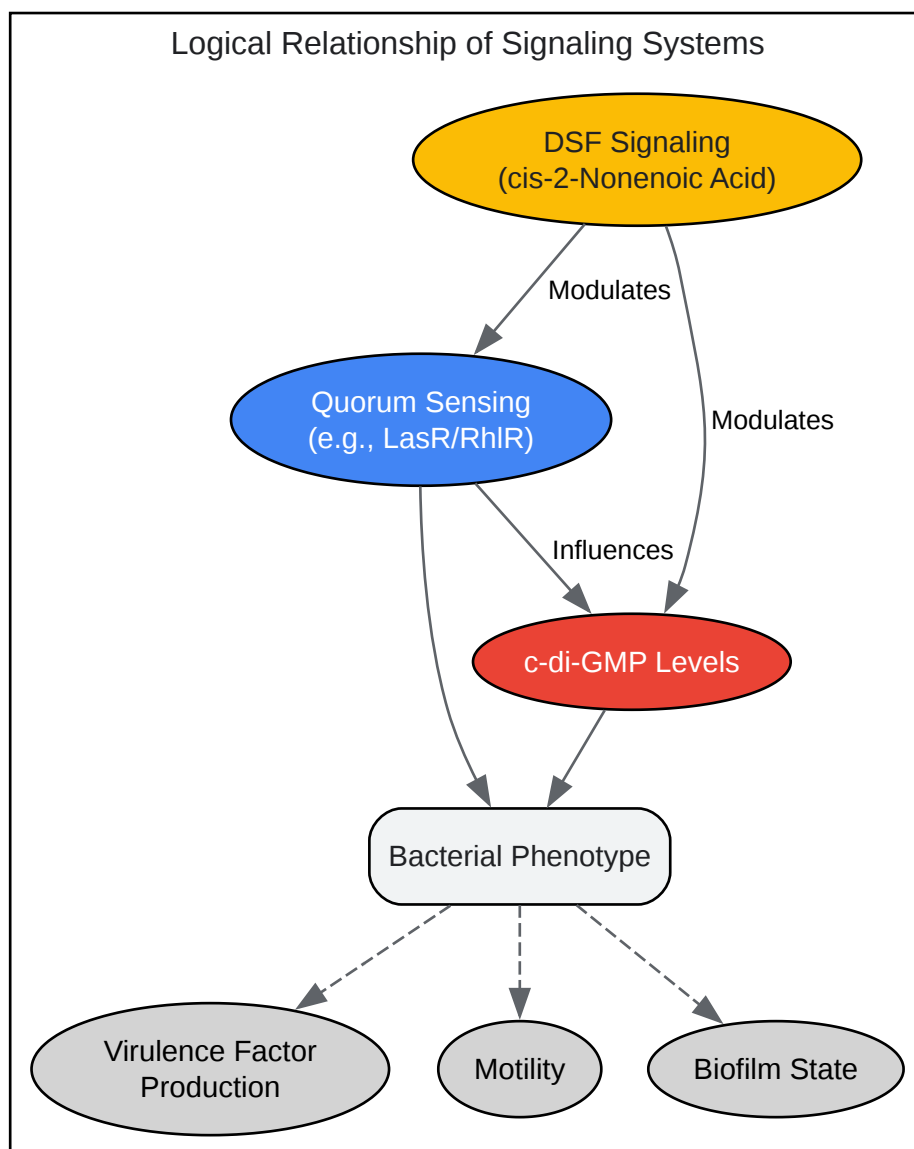 Logical Relationship of Signaling Systems
DSF Signaling
(cis-2-Nonenoic Acid)
Modulates
Quorum Sensing
(e.g., LasR/RhlR)
Modulates
Influences
c-di-GMP Levels
Bacterial Phenotype
Virulence Factor
Production
Motility
Biofilm State